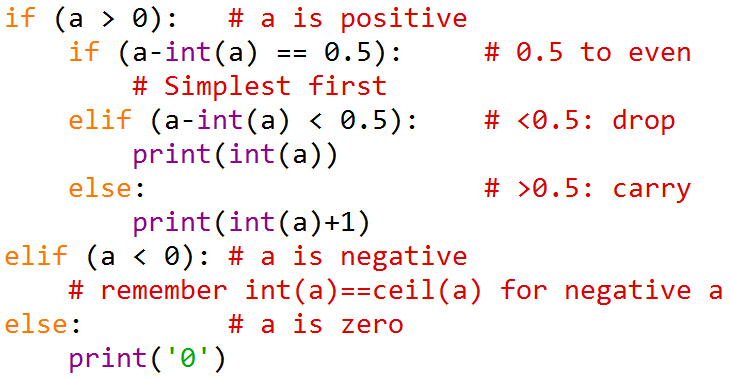 if (a > 0):   # a is positive
    if (a-int(a) == 0.5):     # 0.5 to even
        # Simplest first
    elif (a-int(a) < 0.5):    # <0.5: drop
        print(int(a))
    else:                     # >0.5: carry
        print(int(a)+1)
elif (a < 0): # a is negative
    # remember int(a)==ceil(a) for negative a
else:         # a is zero
    print('0')